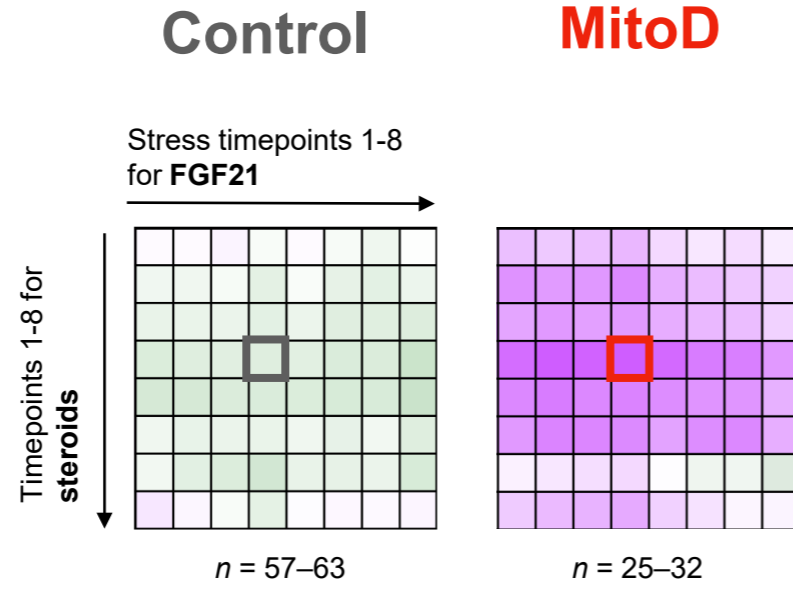 Control
MitoD
Stress timepoints 1-8
for FGF21
Timepoints 1-8 for
steroids
n = 57–63
n = 25–32